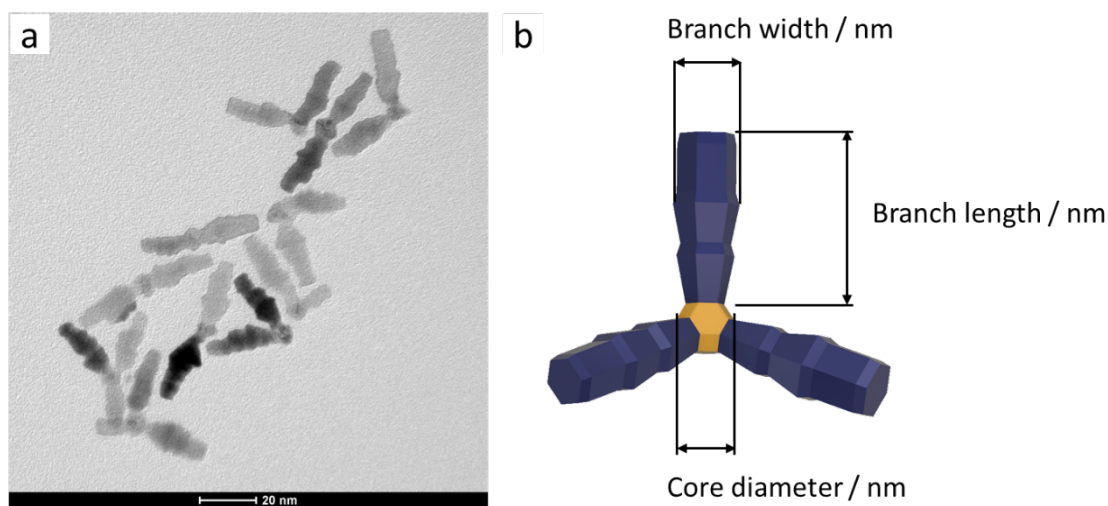 a
b
Branch width / nm
Branch length / nm
Core diameter / nm
20 nm